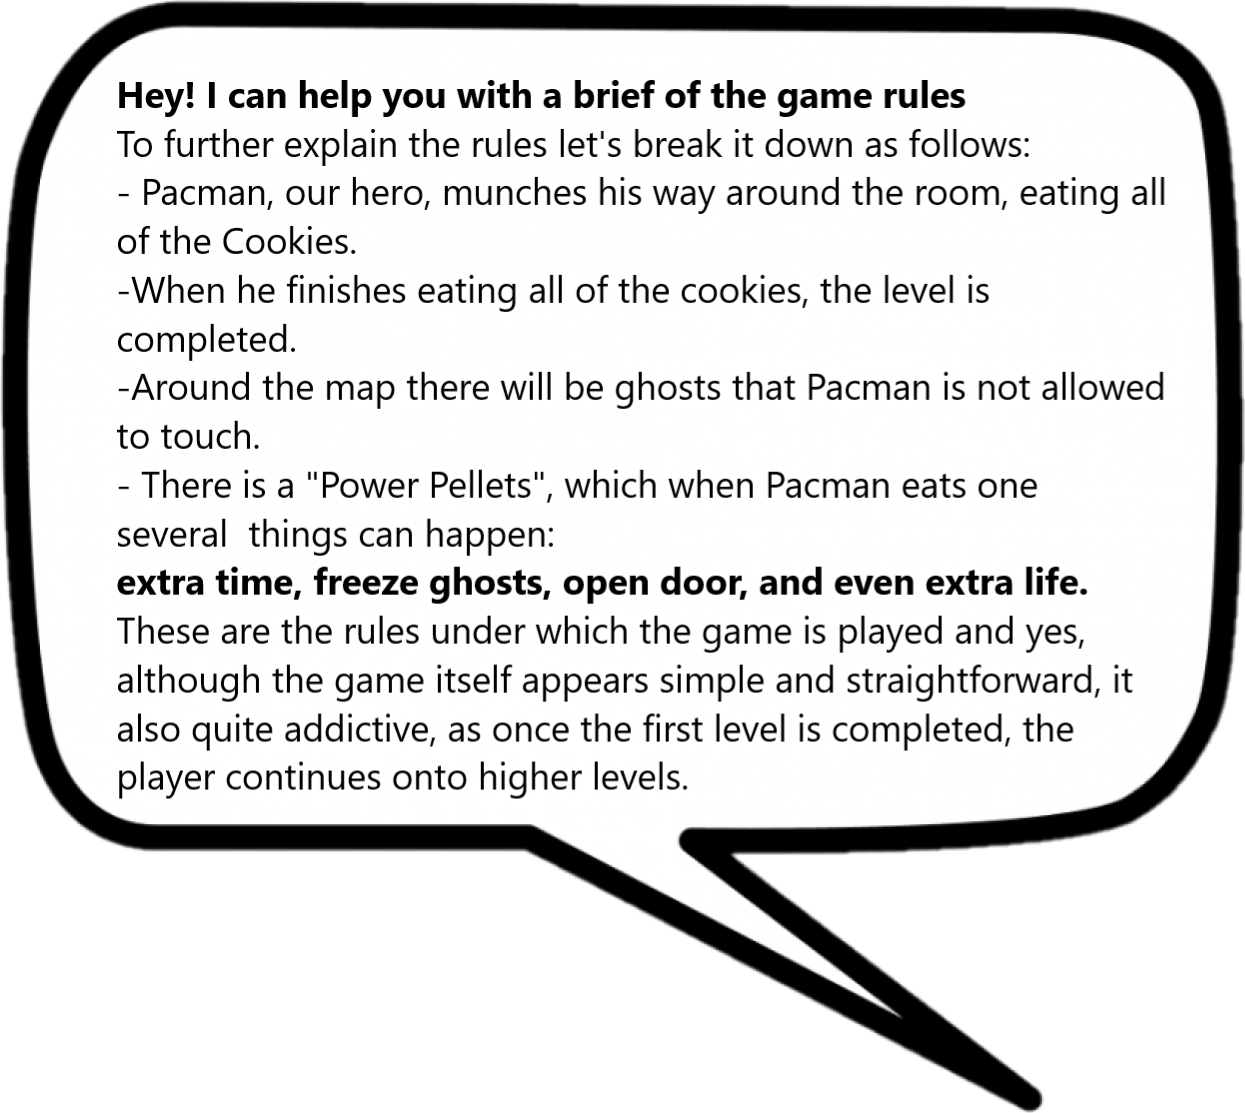 Hey! I can help you with a brief of the game rules
To further explain the rules let's break it down as follows:
- Pacman, our hero, munches his way around the room, eating all
of the Cookies.
-When he finishes eating all of the cookies, the level is
completed.
-Around the map there will be ghosts that Pacman is not allowed
to touch.
- There is a "Power Pellets", which when Pacman eats one
several  things can happen:
extra time, freeze ghosts, open door, and even extra life.
These are the rules under which the game is played and yes,
although the game itself appears simple and straightforward, it
also quite addictive, as once the first level is completed, the
player continues onto higher levels.